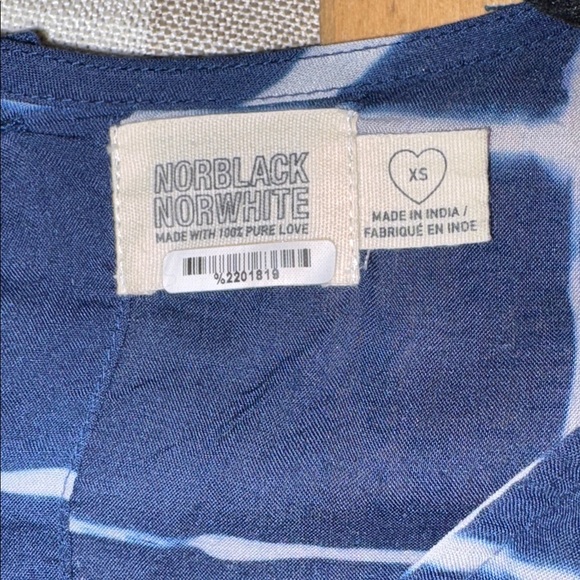 NORBLACK
NORWHITE
MADE WITH 100% PURE LOVE
%2201819
XS
MADE IN INDIA /
FABRIQUÉ EN INDE